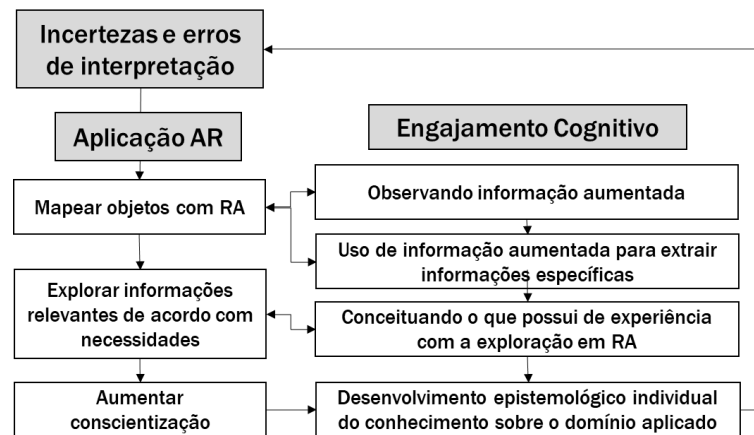 Incertezas e erros
de interpretação
Aplicação AR
Engajamento Cognitivo
Mapear objetos com RA
Observando informação aumentada
Uso de informação aumentada para extrair
informações específicas
Explorar informações
relevantes de acordo com
necessidades
Conceituando o que possui de experiência
com a exploração em RA
Aumentar
conscientização
Desenvolvimento epistemológico individual
do conhecimento sobre o domínio aplicado